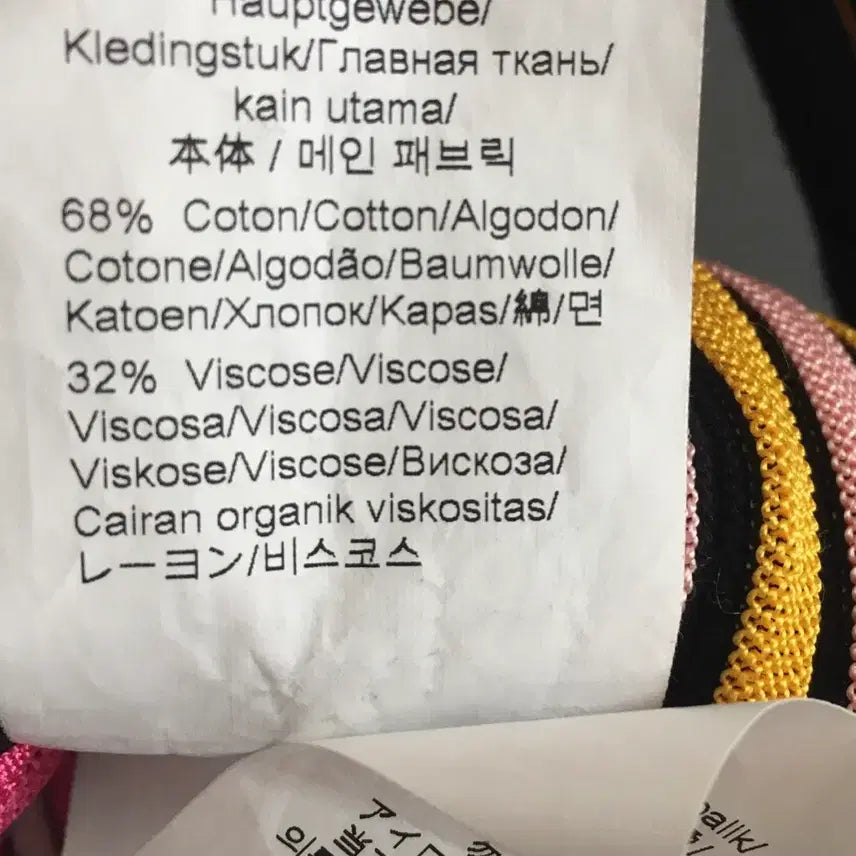 Hauptgewebe/
Kledingstuk/Главная ткань/
kain utama/
本体 / 메인 패브릭
68% Coton/Cotton/Algodon/
Cotone/Algodão/Baumwolle/
Katoen/Хлопок/Kapas/綿/면
32% Viscose/Viscose/
Viscosa/Viscosa/Viscosa/
Viskose/Viscose/Вискоза/
Cairan organik viskositas/
レーヨン/비스코스